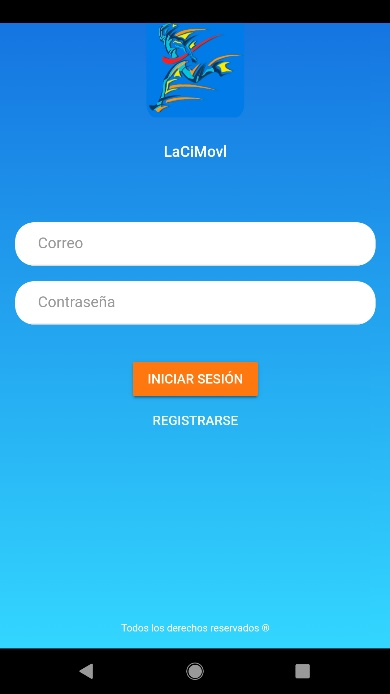 LaCiMovl
Correo
Contraseña
INICIAR SESIÓN
REGISTRARSE
Todos los derechos reservados ®